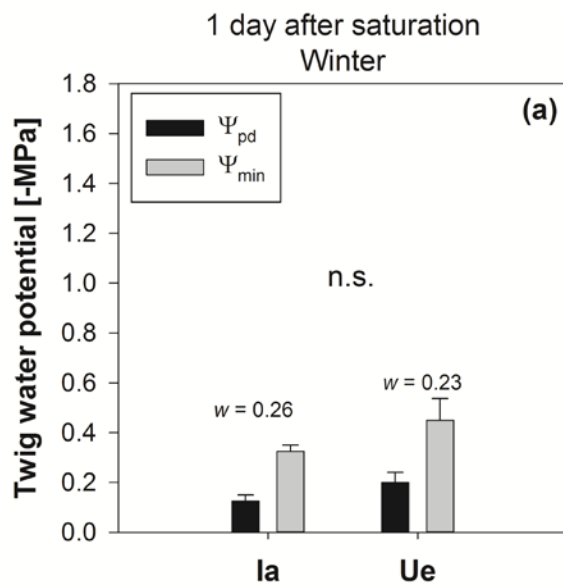 1 day after saturation
Winter
(a)
Ψpd
Ψmin
Twig water potential [-MPa]
1.8
1.6
1.4
1.2
1.0
0.8
0.6
0.4
0.2
0.0
n.s.
w = 0.26
w = 0.23
Ia
Ue